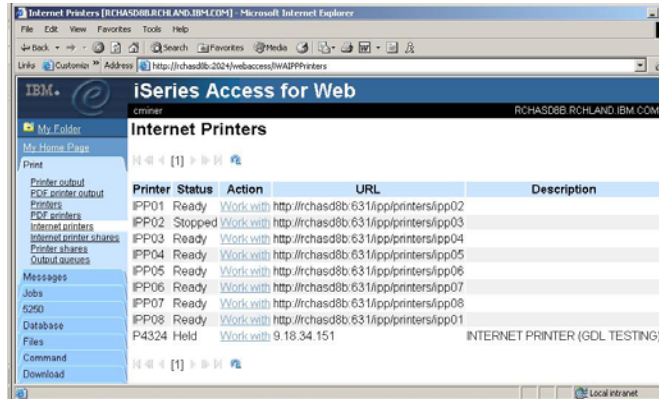 Internet Printers [RCHASD8B.RCHLAND.IBM.COM] - Microsoft Internet Explorer
File Edit View Favorites Tools Help
Back Search Favorites Media
Links Customize Address http://rchasd8b:2024/webaccess/iWAIPPPrinters
IBM. iSeries Access for Web
cminer RCHASD8B.RCHLAND.IBM.COM
My Folder
My Home Page
Print
Printer output
PDF printer output
Printers
PDF printers
Internet printers
Internet printer shares
Printer shares
Output queues
Messages
Jobs
5250
Database
Files
Command
Download
Internet Printers
[1]
Printer Status Action URL Description
IPP01 Ready Work with http://rchasd8b:631/ipp/printers/ipp02
IPP02 Stopped Work with http://rchasd8b:631/ipp/printers/ipp03
IPP03 Ready Work with http://rchasd8b:631/ipp/printers/ipp04
IPP04 Ready Work with http://rchasd8b:631/ipp/printers/ipp05
IPP05 Ready Work with http://rchasd8b:631/ipp/printers/ipp06
IPP06 Ready Work with http://rchasd8b:631/ipp/printers/ipp07
IPP07 Ready Work with http://rchasd8b:631/ipp/printers/ipp08
IPP08 Ready Work with http://rchasd8b:631/ipp/printers/ipp01
P4324 Held Work with 9.18.34.151 INTERNET PRINTER (GDL TESTING)
[1]
Local intranet